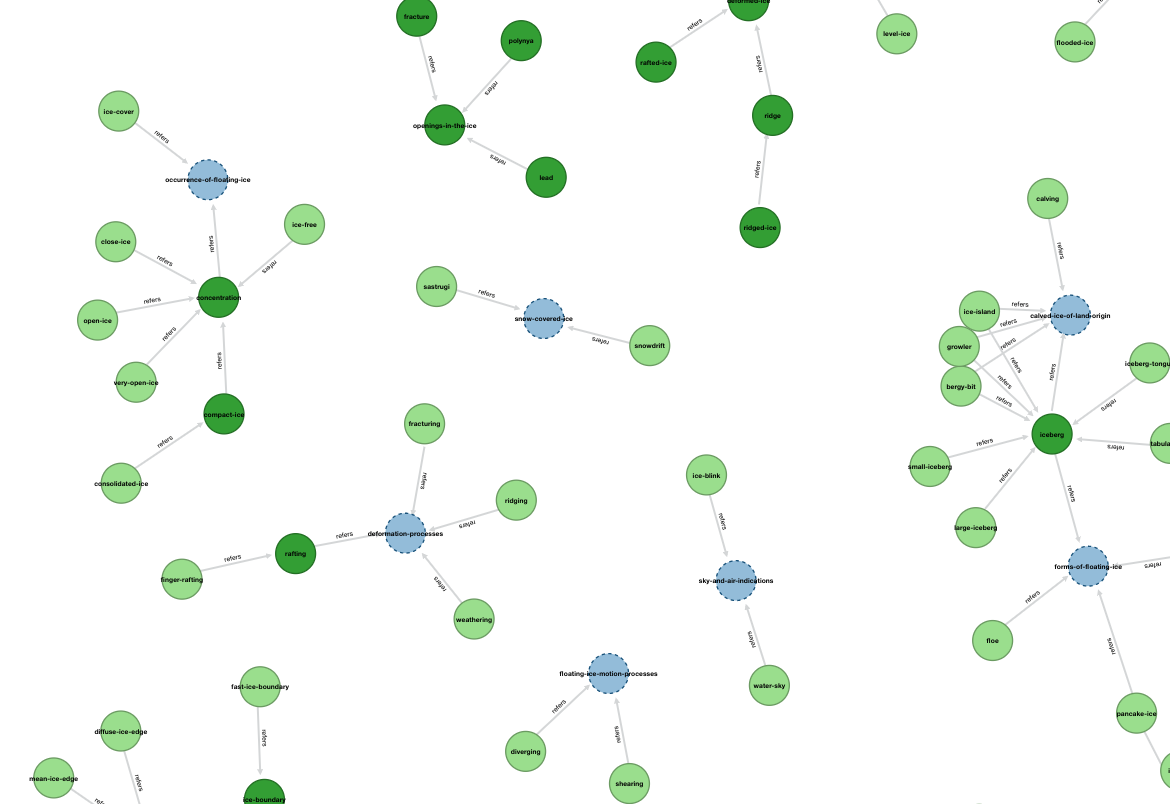 deformed-ice
fracture
refers
level-ice
polynya
flooded-ice
refers
rafted-ice
refers
refers
ice-cover
ridge
openings-in-the-ice
refers
refers
refers
lead
occurrence-of-floating-ice
calving
ice-free
ridged-ice
close-ice
refers
refers
refers
refers
sastrugi
refers
concentration
refers
refers
ice-island
open-ice
snow-covered-ice
calved-ice-of-land-origin
refers
refers
refers
snowdrift
growler
refers
refers
refers
iceberg-tongu
very-open-ice
refers
refers
bergy-bit
refers
refers
compact-ice
fracturing
iceberg
refers
refers
refers
tabula
small-iceberg
ice-blink
refers
consolidated-ice
refers
refers
ridging
refers
refers
refers
large-iceberg
deformation-processes
rafting
refers
forms-of-floating-ice
refers
finger-rafting
sky-and-air-indications
refers
refers
weathering
refers
floe
refers
floating-ice-motion-processes
water-sky
fast-ice-boundary
refers
pancake-ice
diffuse-ice-edge
refers
refers
diverging
mean-ice-edge
refers
shearing
ice-boundary